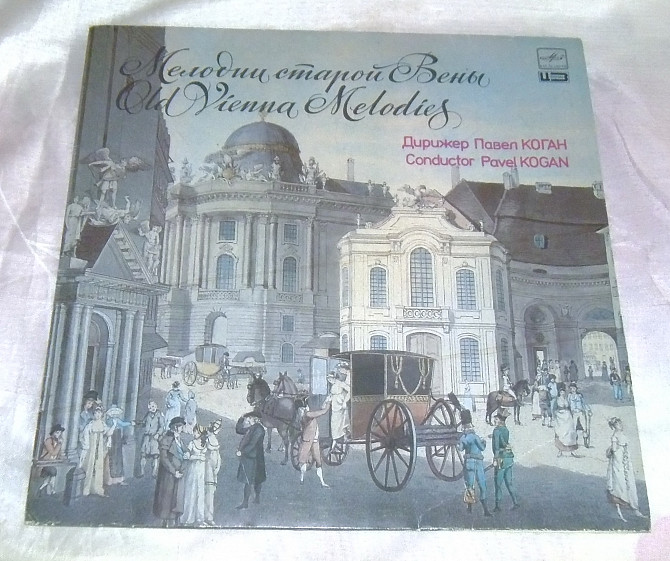 Мелодии старой Вены
Old Vienna Melodies
Дирижер Павел КОГАН
Conductor Pavel KOGAN